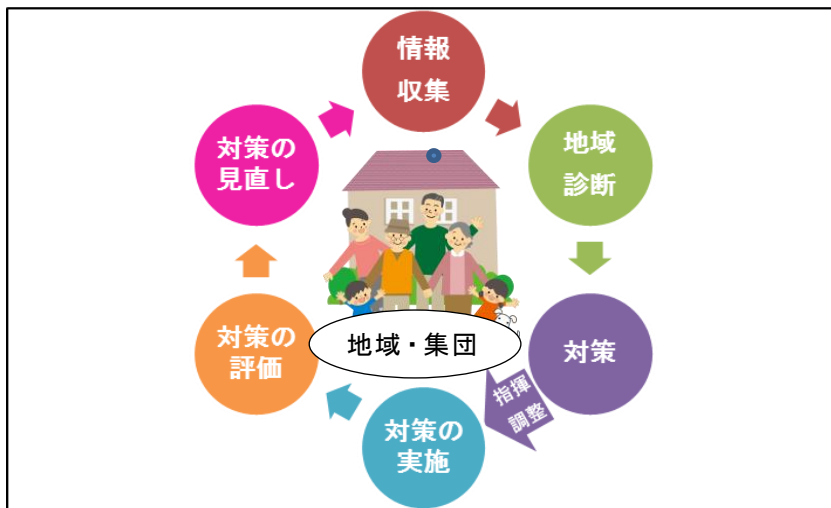 情報
収集
地域
診断
対策
指揮
調整
対策の
実施
対策の
評価
対策の
見直し
地域・集団